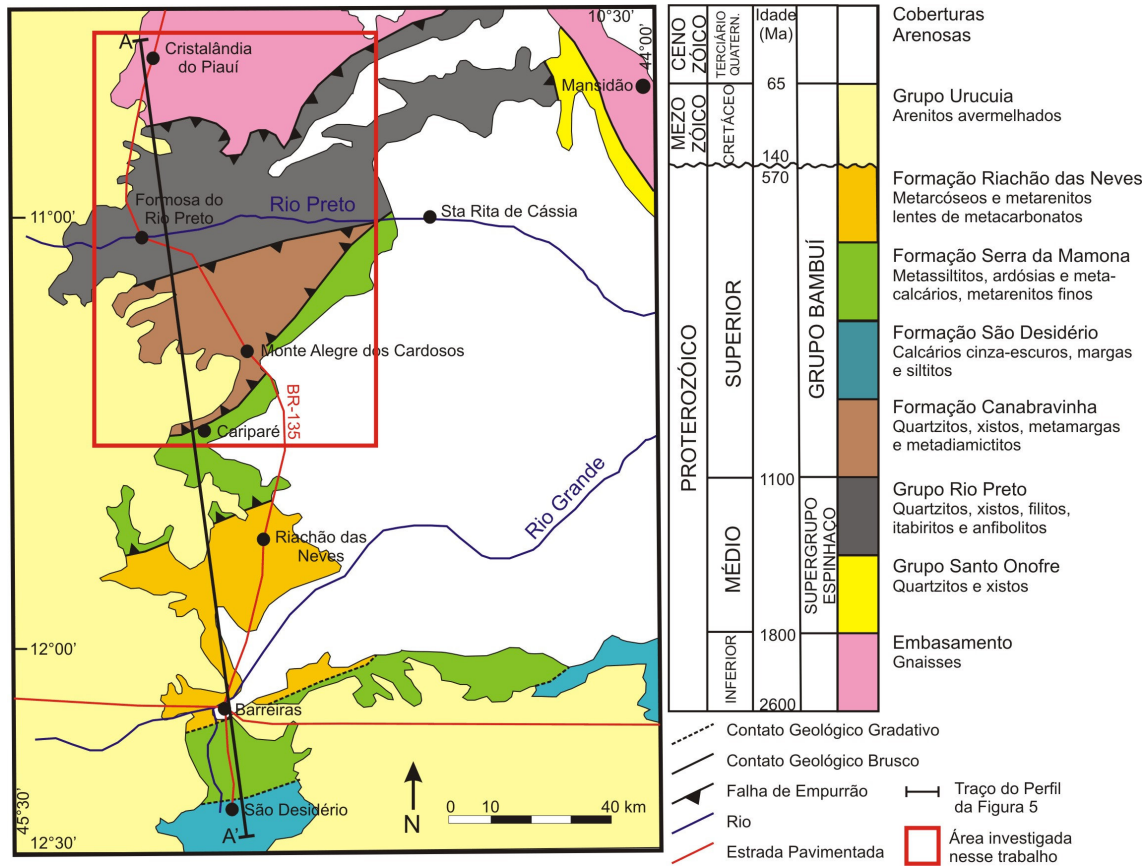 10°30'
44°00'
A
Cristalândia
do Piauí
Mansidão
Formosa do
Rio Preto
Rio Preto
Sta Rita de Cássia
11°00'
Monte Alegre dos Cardosos
BR-135
Cariparé
Rio Grande
Riachão das
Neves
12°00'
Barreiras
São Desidério
A'
45°30'
12°30'
N
0 10 40 km
Idade
(Ma)
CENO
ZÓICO
TERCIÁRIO
QUATERN.
Coberturas
Arenosas
65
MEZO
ZÓICO
CRETÁCEO
Grupo Urucuia
Arenitos avermelhados
140
570
PROTEROZÓICO
SUPERIOR
GRUPO BAMBUÍ
Formação Riachão das Neves
Metarcóseos e metarenitos
lentes de metacarbonatos
Formação Serra da Mamona
Metassiltitos, ardósias e meta-
calcários, metarenitos finos
Formação São Desidério
Calcários cinza-escuros, margas
e siltitos
Formação Canabravinha
Quartzitos, xistos, metamargas
e metadiamictitos
1100
MÉDIO
SUPERGRUPO
ESPINHAÇO
Grupo Rio Preto
Quartzitos, xistos, filitos,
itabiritos e anfibolitos
Grupo Santo Onofre
Quartzitos e xistos
1800
INFERIOR
Embasamento
Gnaisses
2600
Contato Geológico Gradativo
Contato Geológico Brusco
Falha de Empurrão
Rio
Estrada Pavimentada
Traço do Perfil
da Figura 5
Área investigada
nesse trabalho